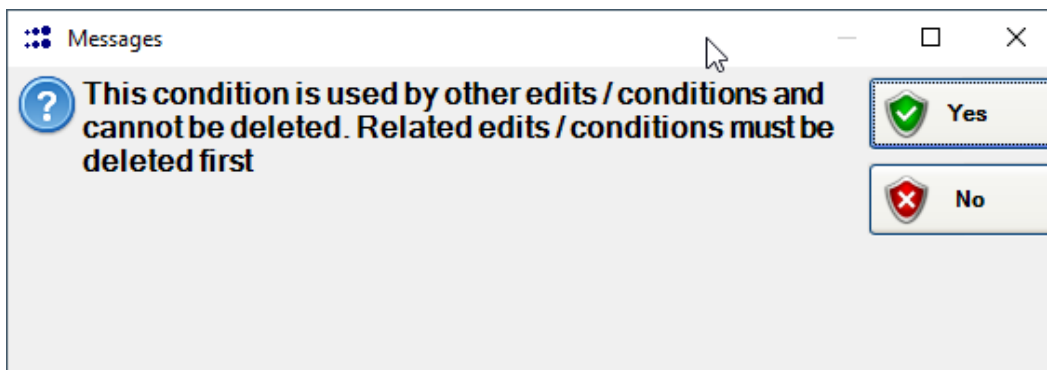 Messages
This condition is used by other edits / conditions and
cannot be deleted. Related edits / conditions must be
deleted first
Yes
No